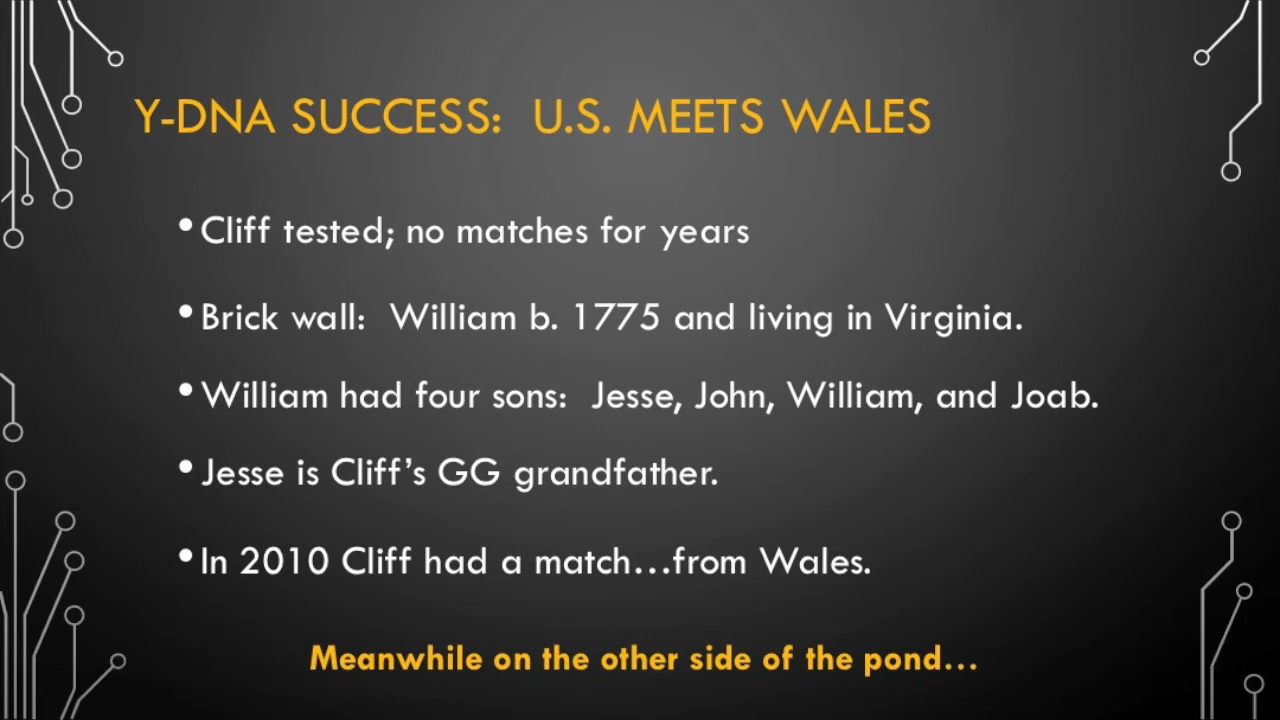 Y-DNA SUCCESS:  U.S. MEETS WALES
•Cliff tested; no matches for years
•Brick wall:  William b. 1775 and living in Virginia.
•William had four sons:  Jesse, John, William, and Joab.
•Jesse is Cliff’s GG grandfather.
•In 2010 Cliff had a match…from Wales.
Meanwhile on the other side of the pond…